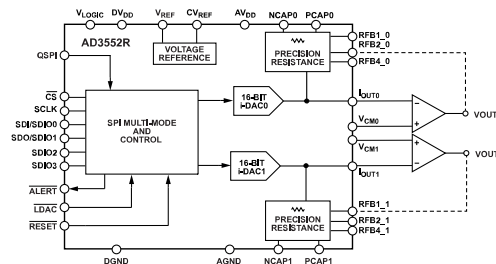 VLOGIC DVDD VREF CVREF AVDD NCAP0 PCAP0
AD3552R
VOLTAGE
REFERENCE
PRECISION
RESISTANCE
RFB1_0
RFB2_0
RFB4_0
QSPI
CS
SCLK
SDI/SDIO0
SDO/SDIO1
SDIO2
SDIO3
ALERT
LDAC
RESET
SPI MULTI-MODE
AND
CONTROL
16-BIT
i-DAC0
IOUT0
VCM0
VOUT
VCM1
16-BIT
i-DAC1
IOUT1
VOUT
PRECISION
RESISTANCE
RFB1_1
RFB2_1
RFB4_1
DGND AGND NCAP1 PCAP1